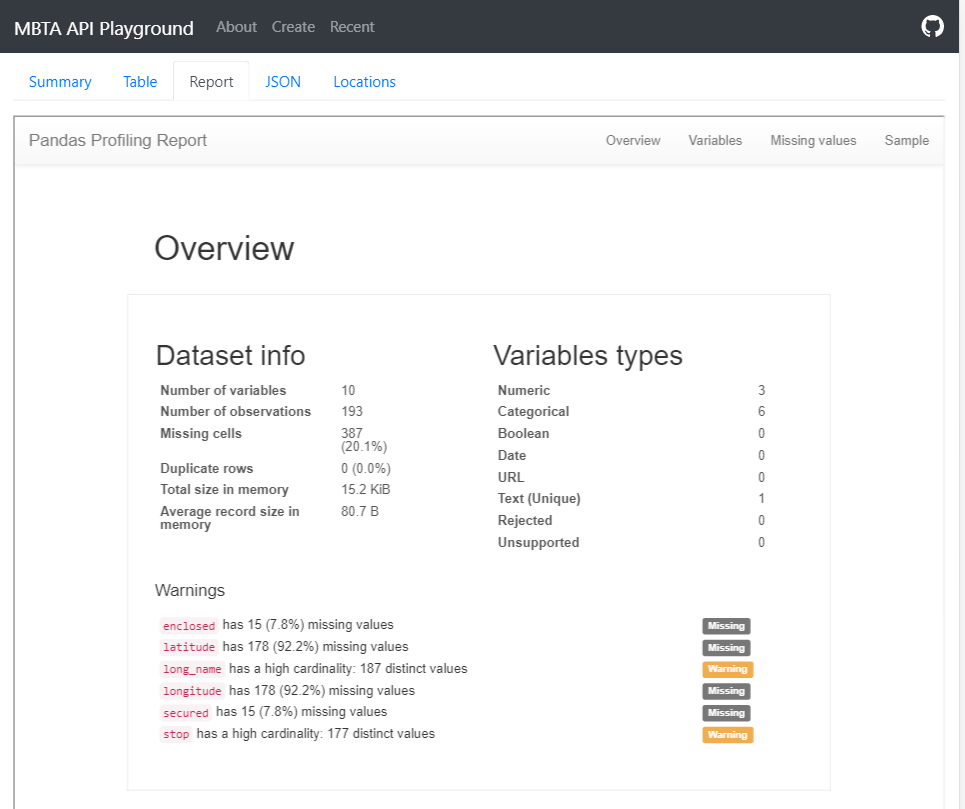 MBTA API Playground About Create Recent
Summary Table Report JSON Locations
Pandas Profiling Report Overview Variables Missing values Sample
Overview
Dataset info
Number of variables 10
Number of observations 193
Missing cells 387
(20.1%)
Duplicate rows 0 (0.0%)
Total size in memory 15.2 KiB
Average record size in 80.7 B
memory
Variables types
Numeric 3
Categorical 6
Boolean 0
Date 0
URL 0
Text (Unique) 1
Rejected 0
Unsupported 0
Warnings
enclosed has 15 (7.8%) missing values Missing
latitude has 178 (92.2%) missing values Missing
long_name has a high cardinality: 187 distinct values Warning
longitude has 178 (92.2%) missing values Missing
secured has 15 (7.8%) missing values Missing
stop has a high cardinality: 177 distinct values Warning